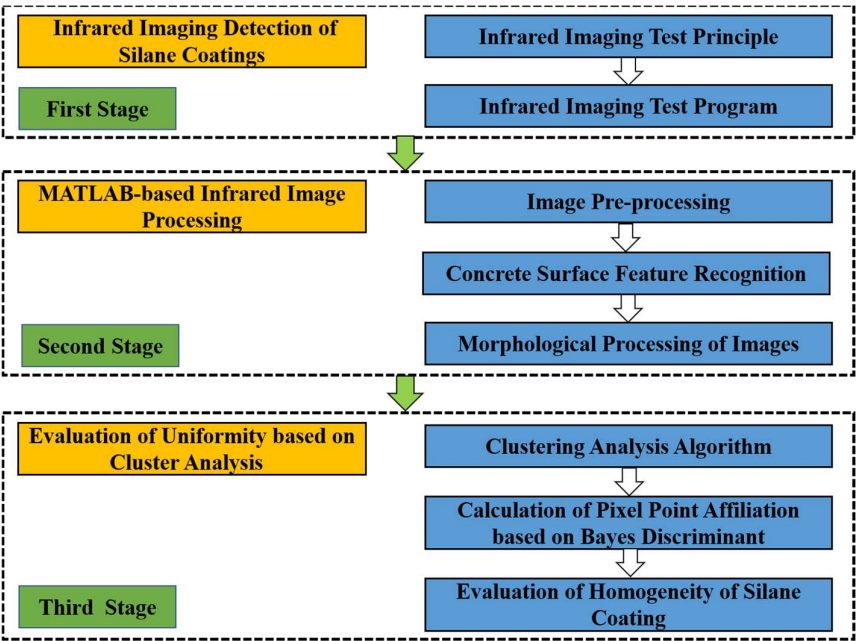 Infrared Imaging Detection of
Silane Coatings
First Stage
Infrared Imaging Test Principle
Infrared Imaging Test Program
MATLAB-based Infrared Image
Processing
Second Stage
Image Pre-processing
Concrete Surface Feature Recognition
Morphological Processing of Images
Evaluation of Uniformity based on
Cluster Analysis
Third Stage
Clustering Analysis Algorithm
Calculation of Pixel Point Affiliation
based on Bayes Discriminant
Evaluation of Homogeneity of Silane
Coating